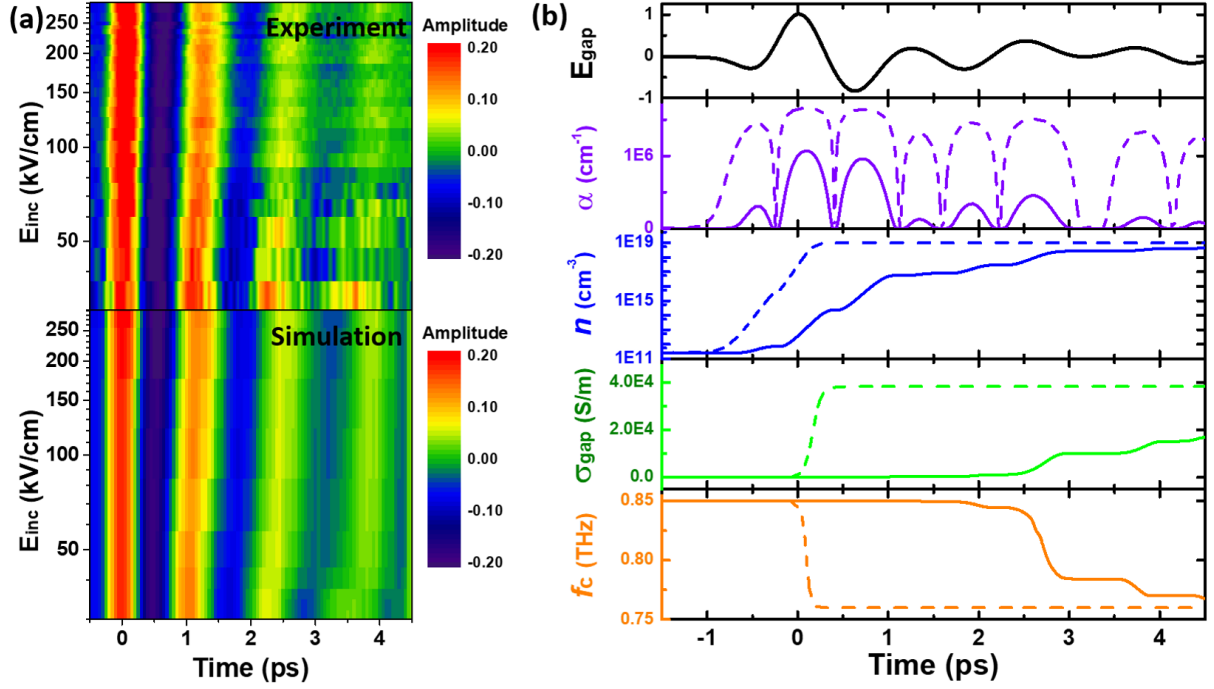 (a)
Experiment
Amplitude
0.20
0.10
0.00
-0.10
-0.20
250
200
150
100
50
Einc (kV/cm)
Simulation
Amplitude
0.20
0.10
0.00
-0.10
-0.20
250
200
150
100
50
Einc (kV/cm)
0 1 2 3 4
Time (ps)
(b)
Egap
1
0
-1
α (cm-1)
1E6
0
n (cm-3)
1E19
1E15
1E11
σgap (S/m)
4.0E4
2.0E4
0.0
fc (THz)
0.85
0.80
0.75
-1 0 1 2 3 4
Time (ps)